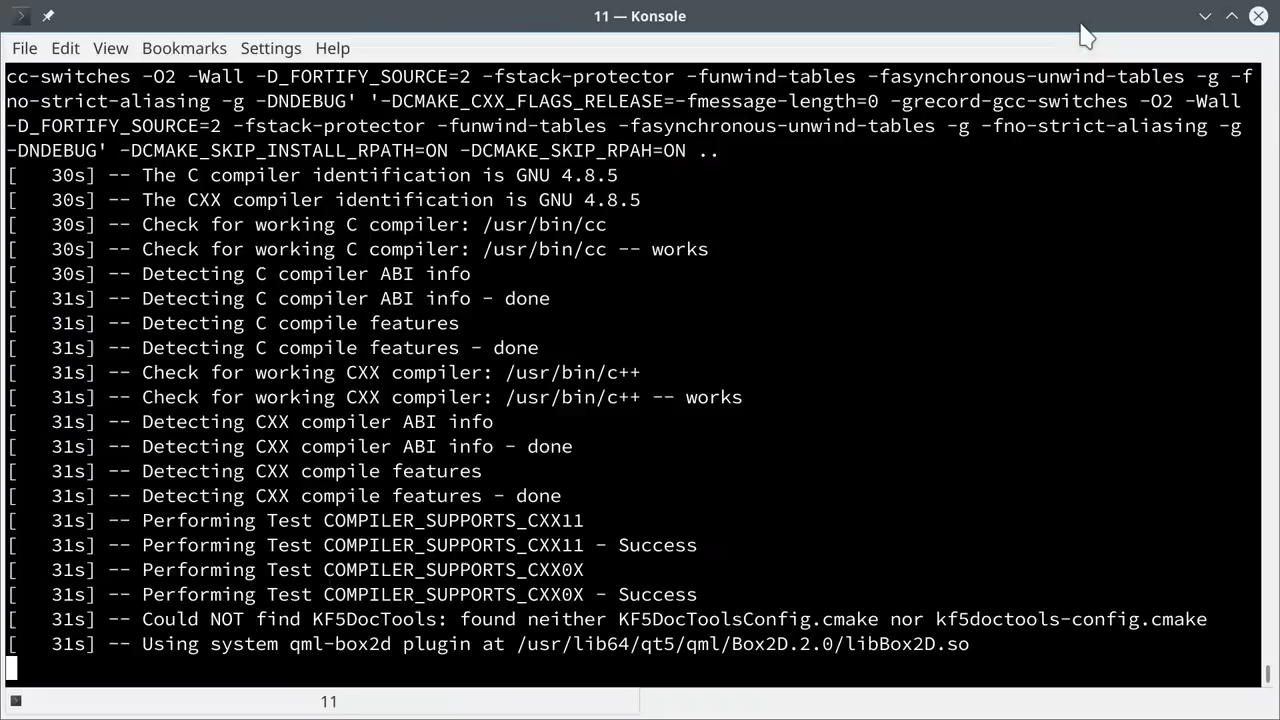 11 — Konsole
File Edit View Bookmarks Settings Help
cc-switches -O2 -Wall -D_FORTIFY_SOURCE=2 -fstack-protector -funwind-tables -fasynchronous-unwind-tables -g -f
no-strict-aliasing -g -DNDEBUG' '-DCMAKE_CXX_FLAGS_RELEASE=-fmessage-length=0 -grecord-gcc-switches -O2 -Wall
-D_FORTIFY_SOURCE=2 -fstack-protector -funwind-tables -fasynchronous-unwind-tables -g -fno-strict-aliasing -g
-DNDEBUG' -DCMAKE_SKIP_INSTALL_RPATH=ON -DCMAKE_SKIP_RPAH=ON ..
[   30s] -- The C compiler identification is GNU 4.8.5
[   30s] -- The CXX compiler identification is GNU 4.8.5
[   30s] -- Check for working C compiler: /usr/bin/cc
[   30s] -- Check for working C compiler: /usr/bin/cc -- works
[   30s] -- Detecting C compiler ABI info
[   31s] -- Detecting C compiler ABI info - done
[   31s] -- Detecting C compile features
[   31s] -- Detecting C compile features - done
[   31s] -- Check for working CXX compiler: /usr/bin/c++
[   31s] -- Check for working CXX compiler: /usr/bin/c++ -- works
[   31s] -- Detecting CXX compiler ABI info
[   31s] -- Detecting CXX compiler ABI info - done
[   31s] -- Detecting CXX compile features
[   31s] -- Detecting CXX compile features - done
[   31s] -- Performing Test COMPILER_SUPPORTS_CXX11
[   31s] -- Performing Test COMPILER_SUPPORTS_CXX11 - Success
[   31s] -- Performing Test COMPILER_SUPPORTS_CXX0X
[   31s] -- Performing Test COMPILER_SUPPORTS_CXX0X - Success
[   31s] -- Could NOT find KF5DocTools: found neither KF5DocToolsConfig.cmake nor kf5doctools-config.cmake
[   31s] -- Using system qml-box2d plugin at /usr/lib64/qt5/qml/Box2D.2.0/libBox2D.so
11